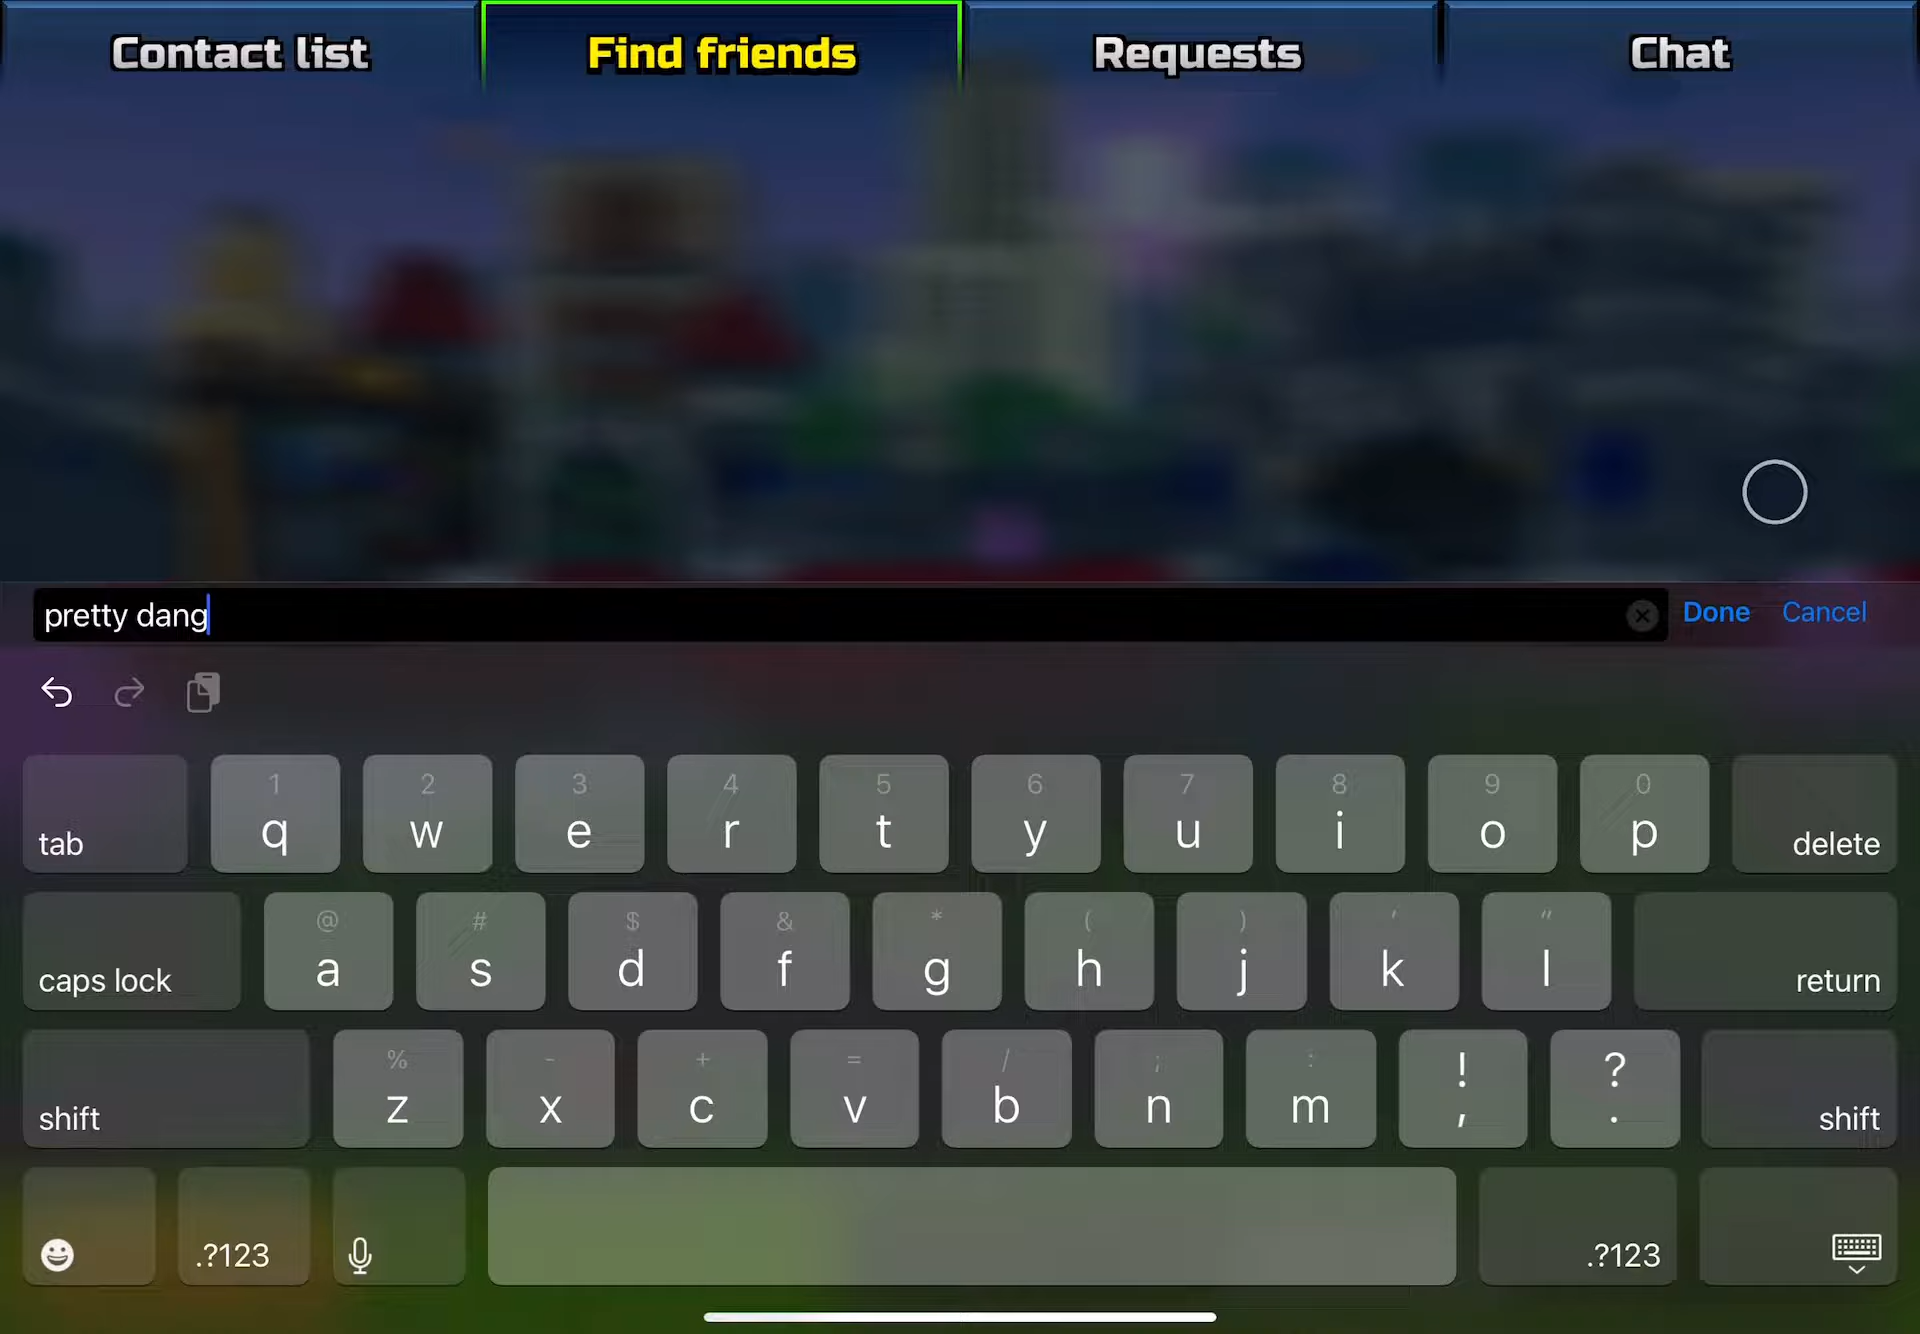 Contact list Find friends Requests Chat
pretty dang Done Cancel
1 2 3 4 5 6 7 8 9 0
tab q w e r t y u i o p delete
@ # $ & * ( ) ' "
caps lock a s d f g h j k l return
% - + = / ; : ! ?
shift z x c v b n m , . shift
.?123 .?123